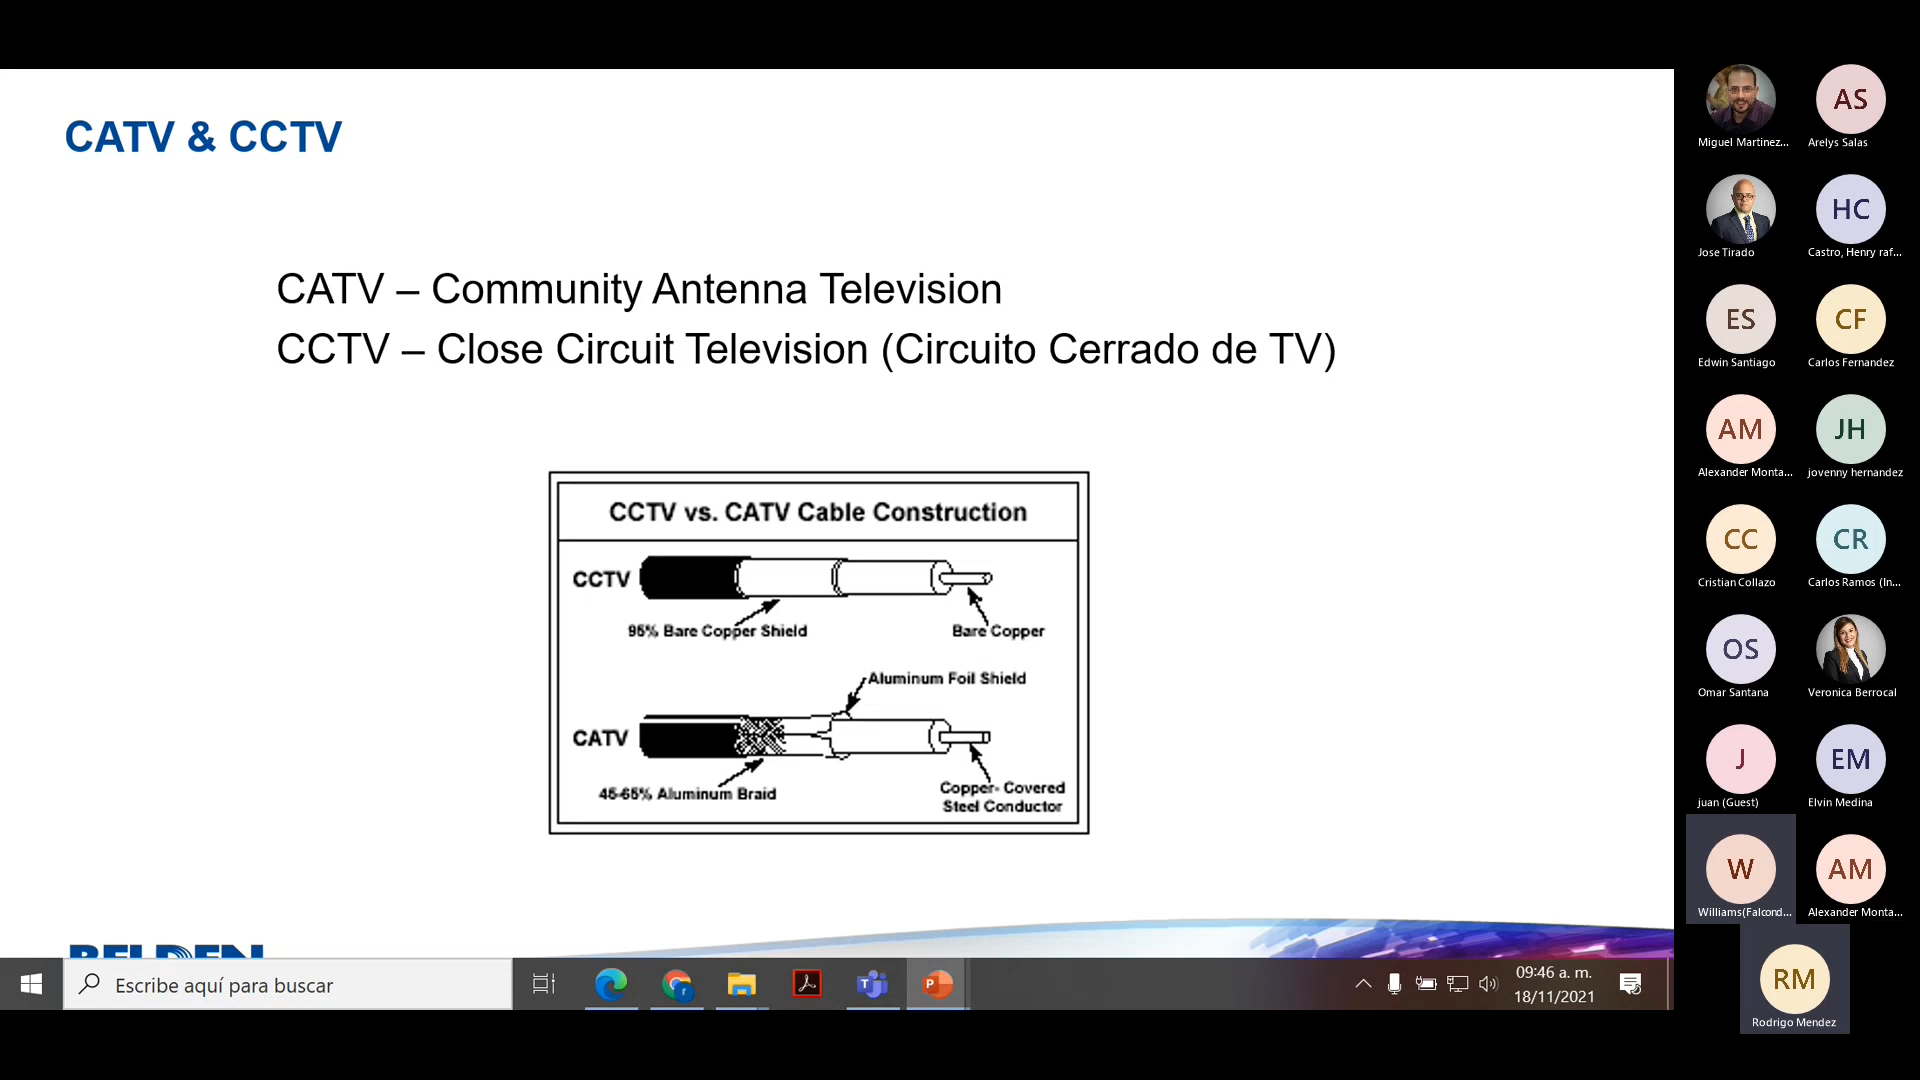 CATV & CCTV
CATV – Community Antenna Television
CCTV – Close Circuit Television (Circuito Cerrado de TV)
CCTV vs. CATV Cable Construction
CCTV
95% Bare Copper Shield
Bare Copper
Aluminum Foil Shield
CATV
45-65% Aluminum Braid
Copper- Covered
Steel Conductor
BELDEN
Escribe aquí para buscar
09:46 a. m.
18/11/2021
Miguel Martinez...
AS
Arelys Salas
Jose Tirado
HC
Castro, Henry raf...
ES
Edwin Santiago
CF
Carlos Fernandez
AM
Alexander Monta...
JH
jovenny hernandez
CC
Cristian Collazo
CR
Carlos Ramos (In...
OS
Omar Santana
Veronica Berrocal
J
juan (Guest)
EM
Elvin Medina
W
Williams(Falcond...
AM
Alexander Monta...
RM
Rodrigo Mendez